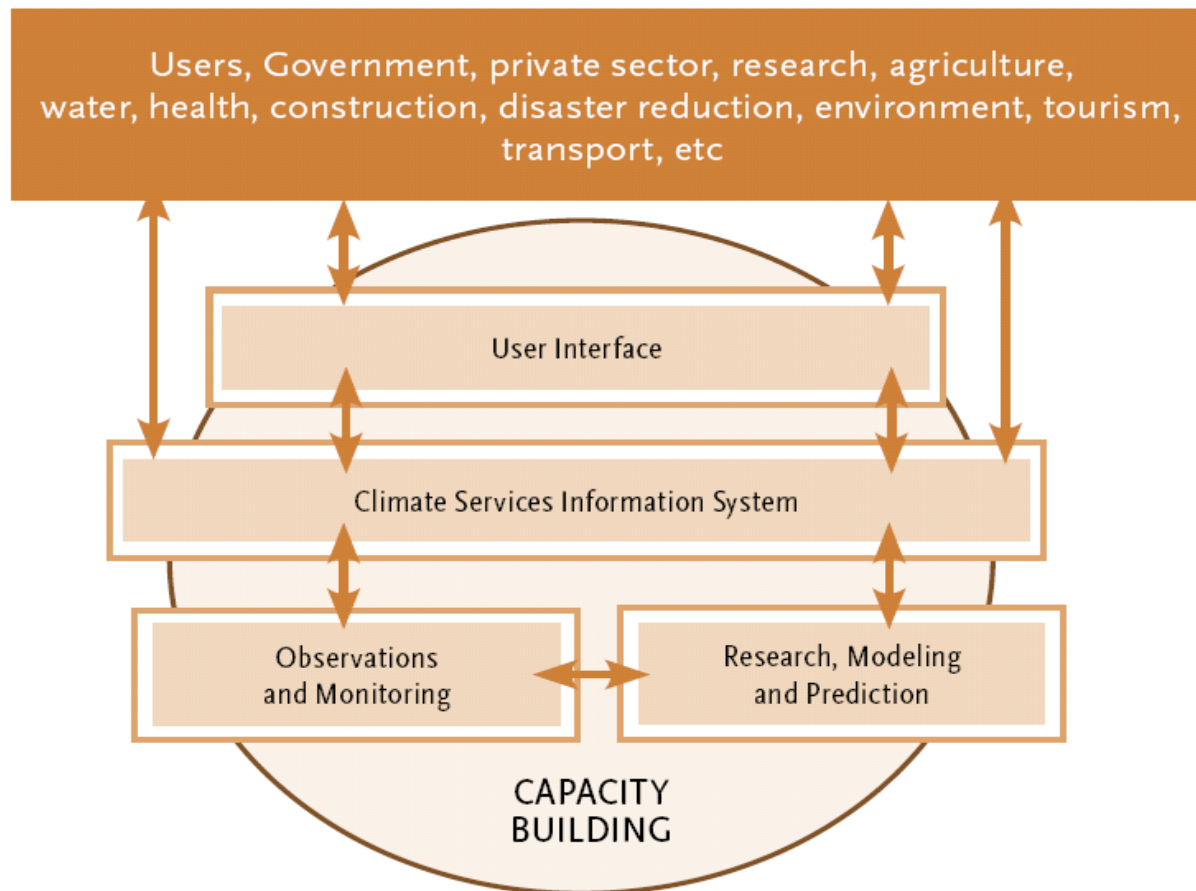 Users, Government, private sector, research, agriculture,
water, health, construction, disaster reduction, environment, tourism,
transport, etc
User Interface
Climate Services Information System
Observations
and Monitoring
Research, Modeling
and Prediction
CAPACITY
BUILDING